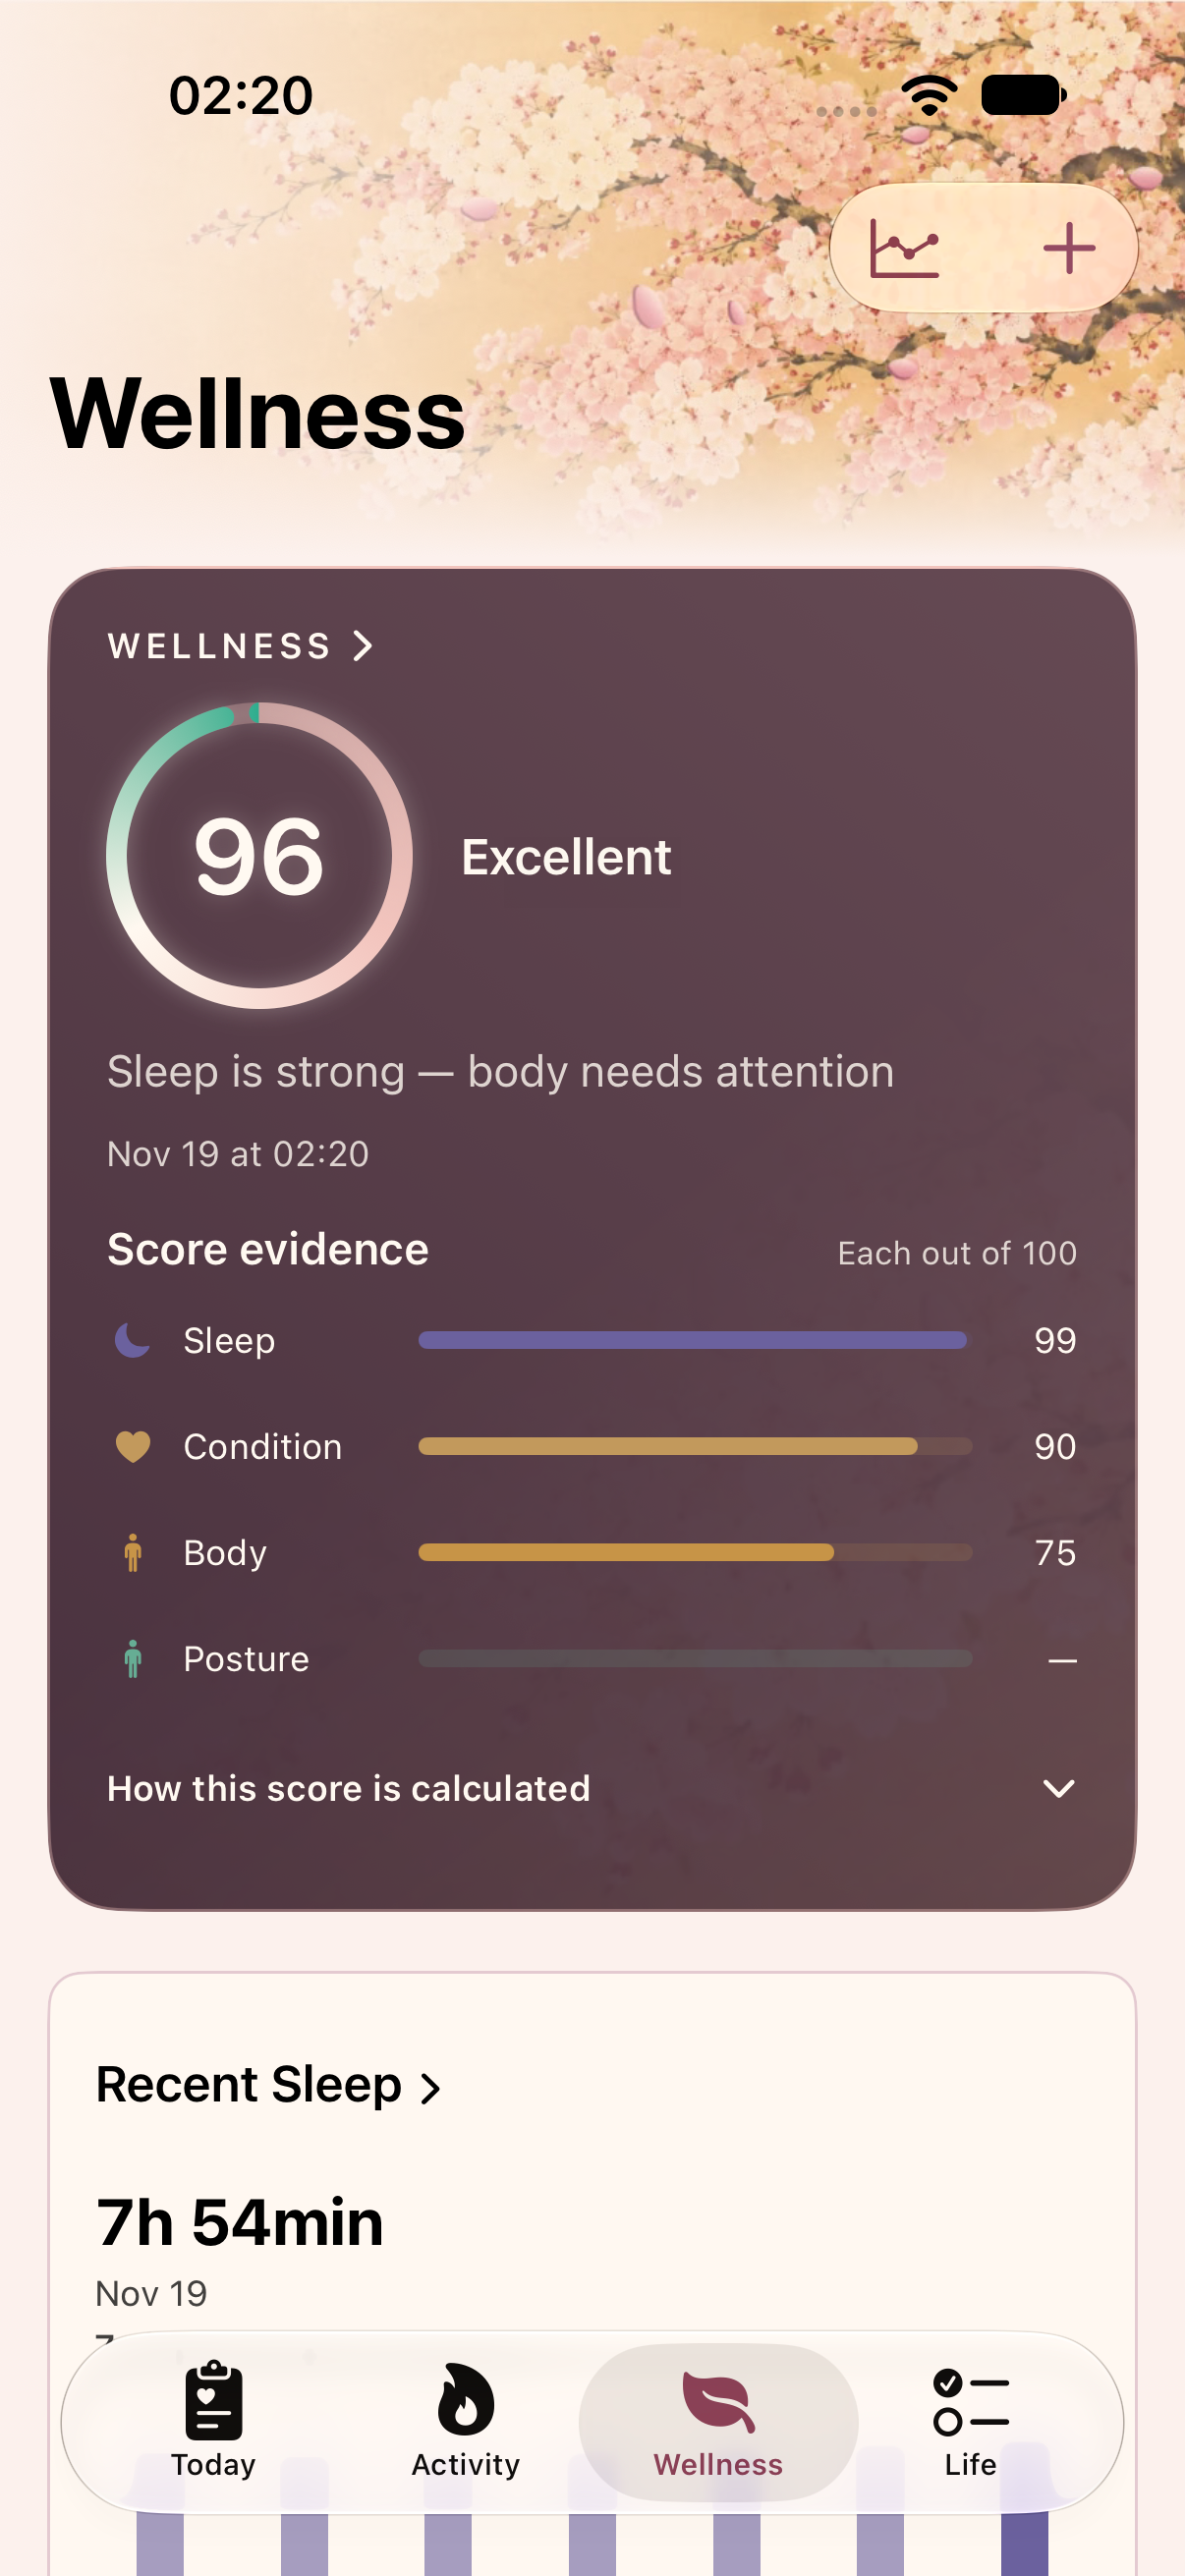 02:20
Wellness
WELLNESS
96
Excellent
Sleep is strong — body needs attention
Nov 19 at 02:20
Score evidence
Each out of 100
Sleep
99
Condition
90
Body
75
Posture
—
How this score is calculated
Recent Sleep
7h 54min
Nov 19
Today
Activity
Wellness
Life